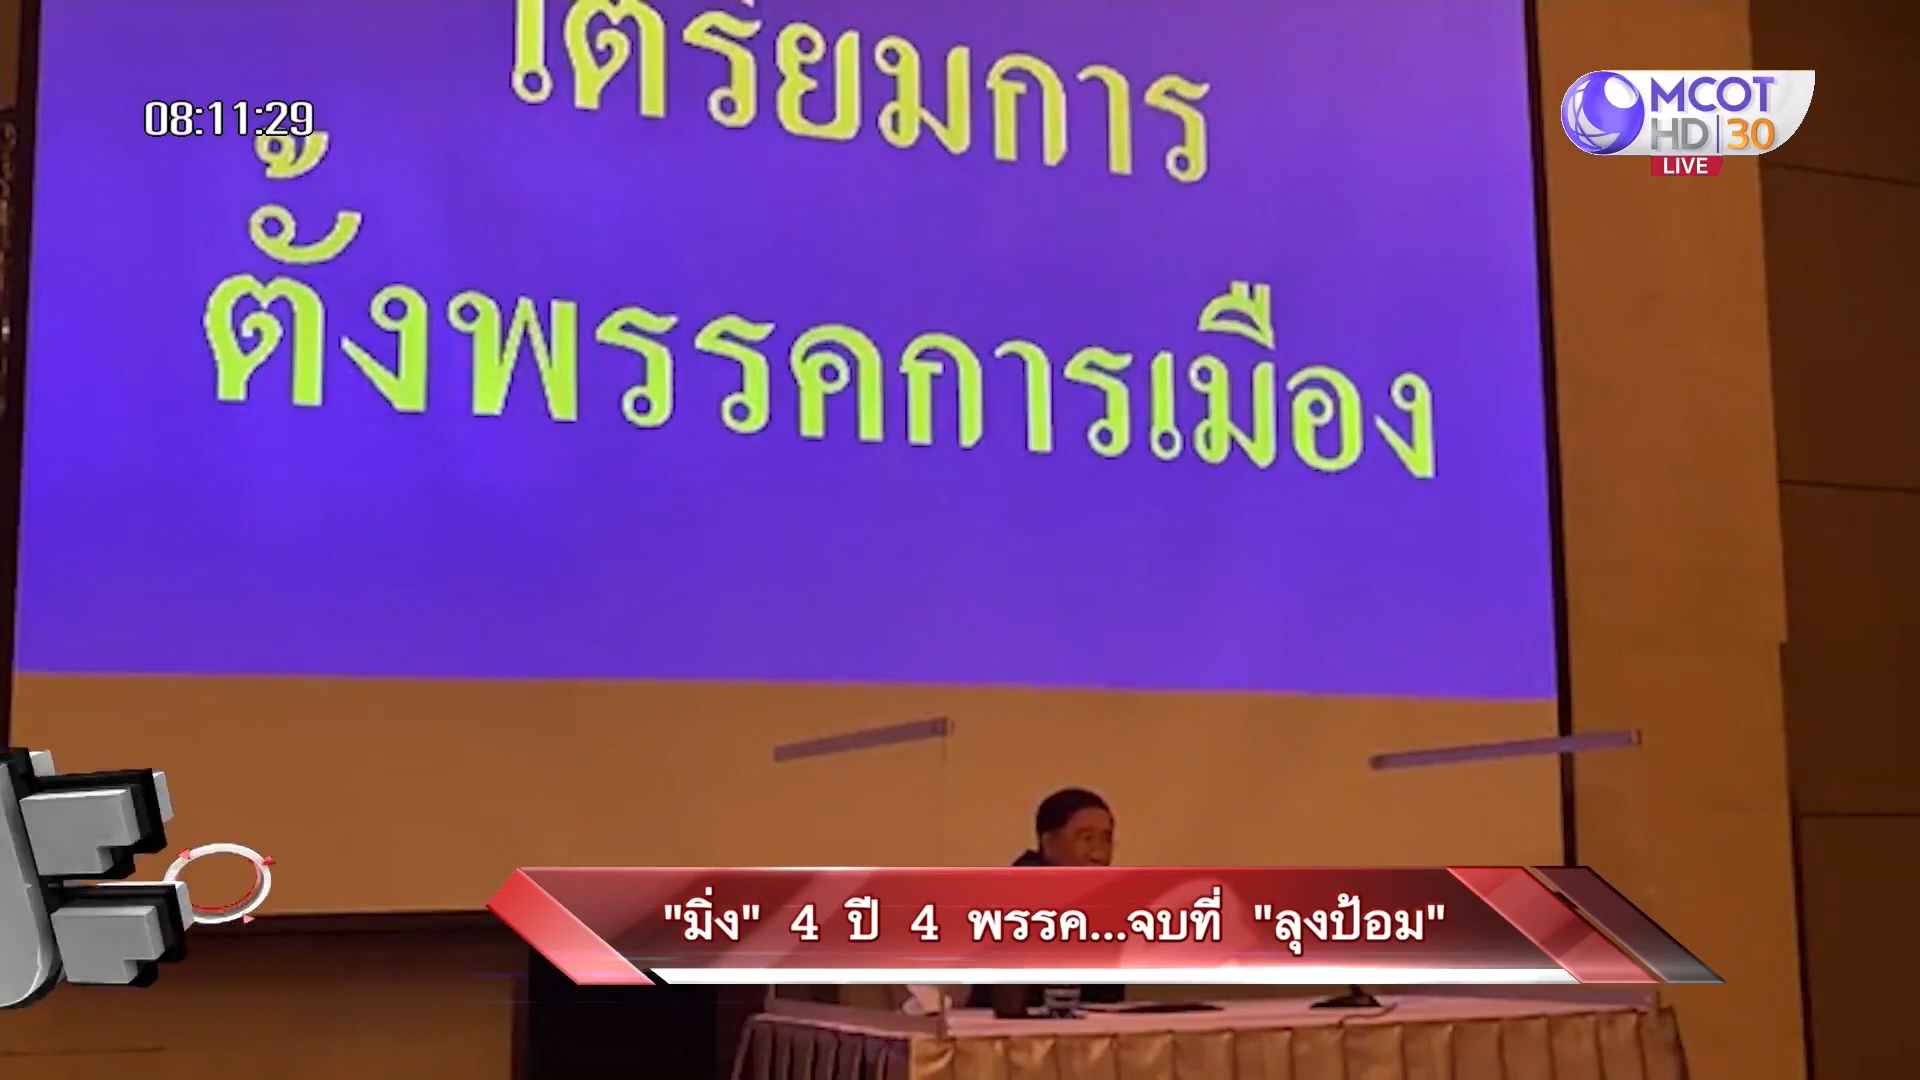 เตรียมการ
ตั้งพรรคการเมือง
08:11:29
MCOT
HD 30
LIVE
"มิ่ง" 4 ปี 4 พรรค...จบที่ "ลุงป้อม"